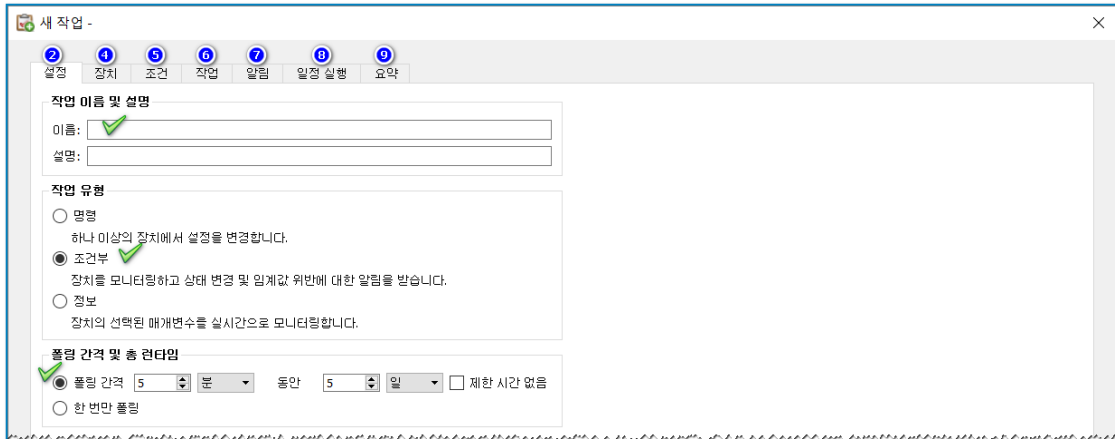 새 작업 -
2 4 5 6 7 8 9
설정 장치 조건 작업 알림 일정 실행 요약
작업 이름 및 설명
이름:
설명:
작업 유형
명령
하나 이상의 장치에서 설정을 변경합니다.
조건부
장치를 모니터링하고 상태 변경 및 임계값 위반에 대한 알림을 받습니다.
정보
장치의 선택된 매개변수를 실시간으로 모니터링합니다.
폴링 간격 및 총 런타임
폴링 간격 5 분 동안 5 일 제한 시간 없음
한 번만 폴링